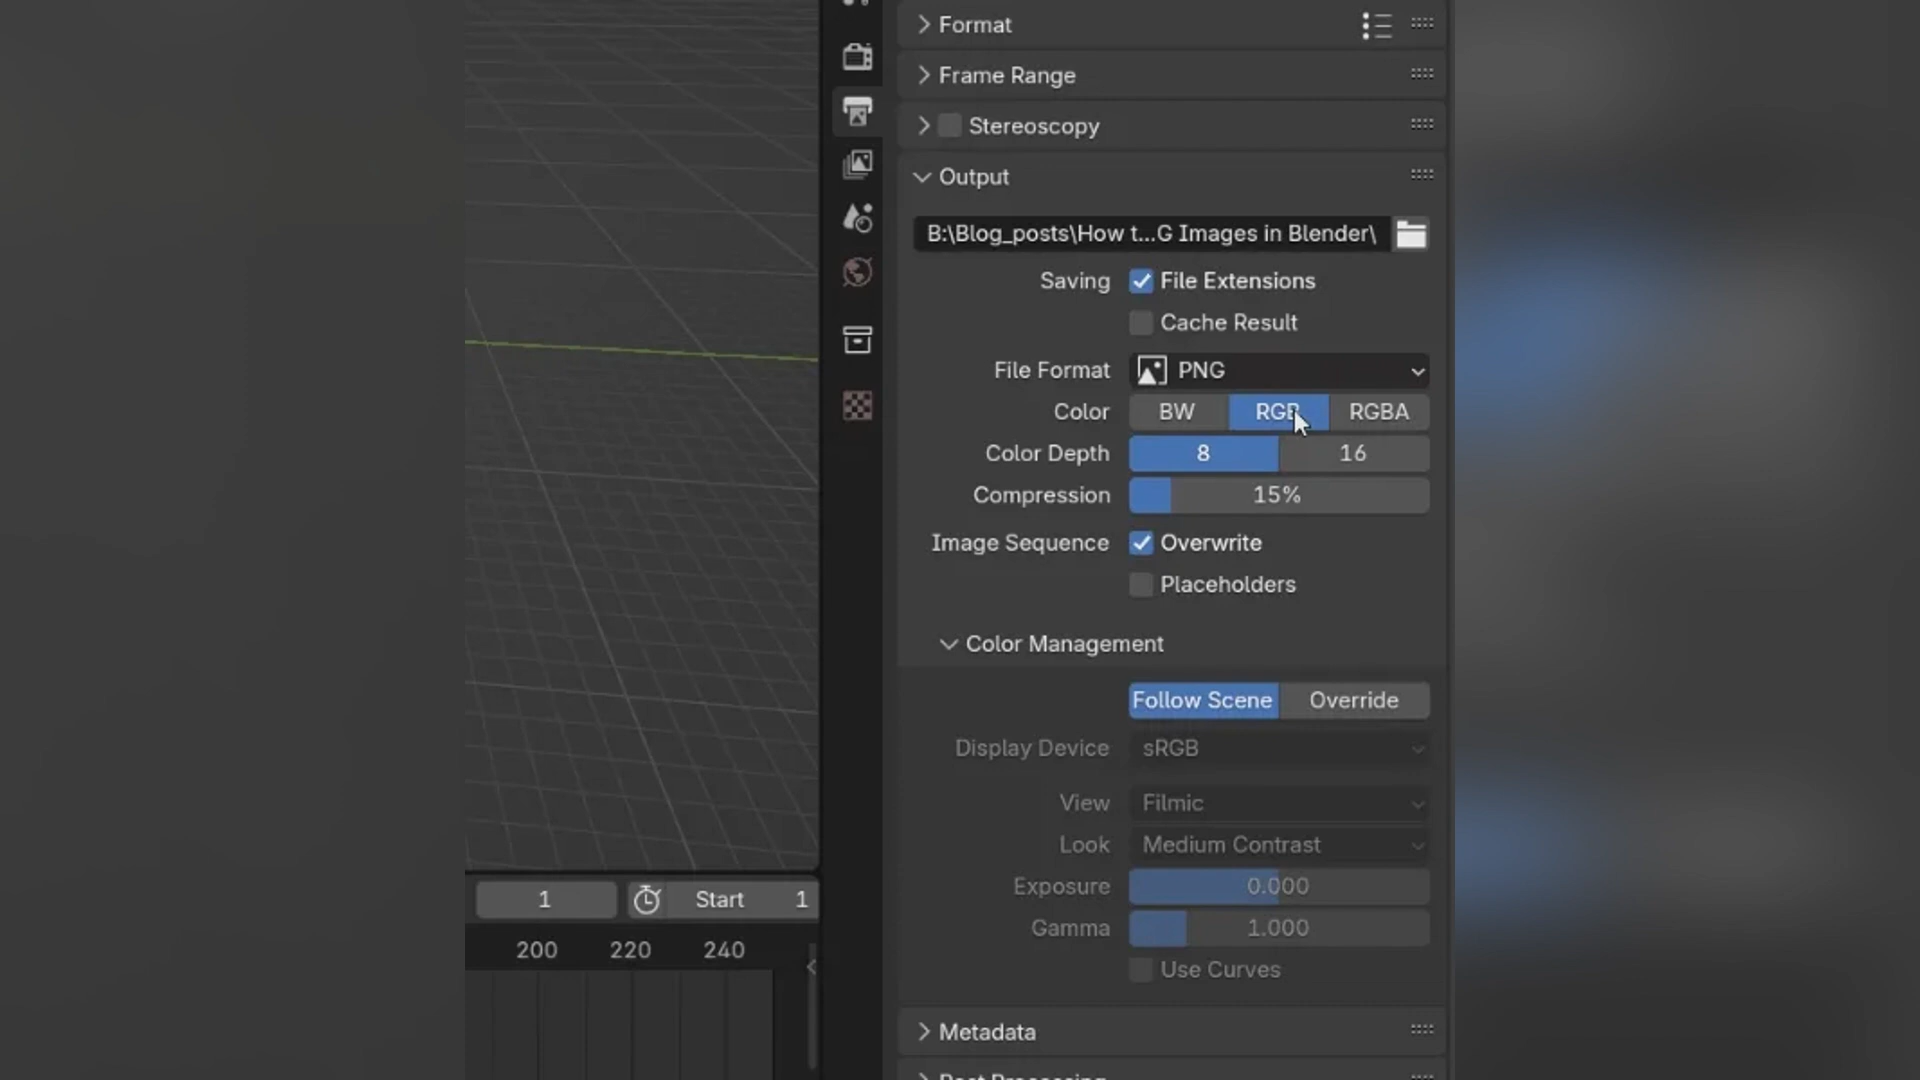 Format
Frame Range
Stereoscopy
Output
B:\Blog_posts\How t...G Images in Blender\
Saving File Extensions
Cache Result
File Format PNG
Color BW RGB RGBA
Color Depth 8 16
Compression 15%
Image Sequence Overwrite
Placeholders
Color Management
Follow Scene Override
Display Device sRGB
View Filmic
Look Medium Contrast
Exposure 0.000
Gamma 1.000
Use Curves
Metadata
1 Start 1
200 220 240